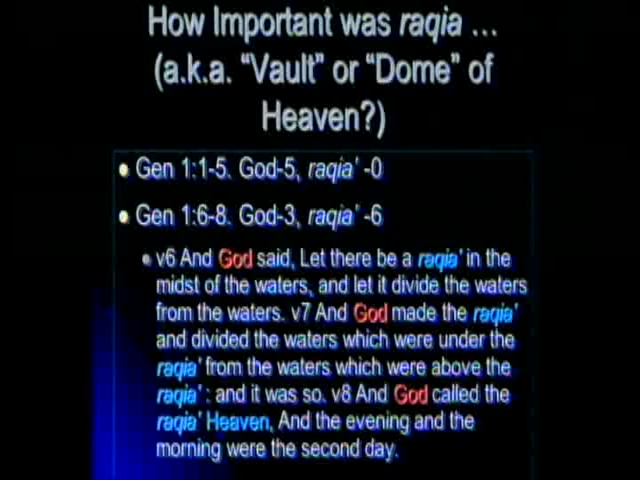 How Important was raqia ...
(a.k.a. “Vault” or “Dome” of
Heaven?)
• Gen 1:1-5. God-5, raqia’ -0
• Gen 1:6-8. God-3, raqia’ -6
• v6 And God said, Let there be a raqia’ in the
midst of the waters, and let it divide the waters
from the waters. v7 And God made the raqia’
and divided the waters which were under the
raqia’ from the waters which were above the
raqia’ : and it was so. v8 And God called the
raqia’ Heaven, And the evening and the
morning were the second day.